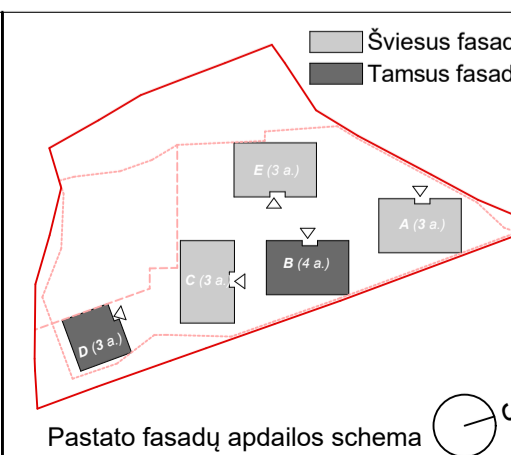 Šviesus fasad
Tamsus fasad
E (3 a.)
A (3 a.)
B (4 a.)
C (3 a.)
D (3 a.)
Pastato fasadų apdailos schema